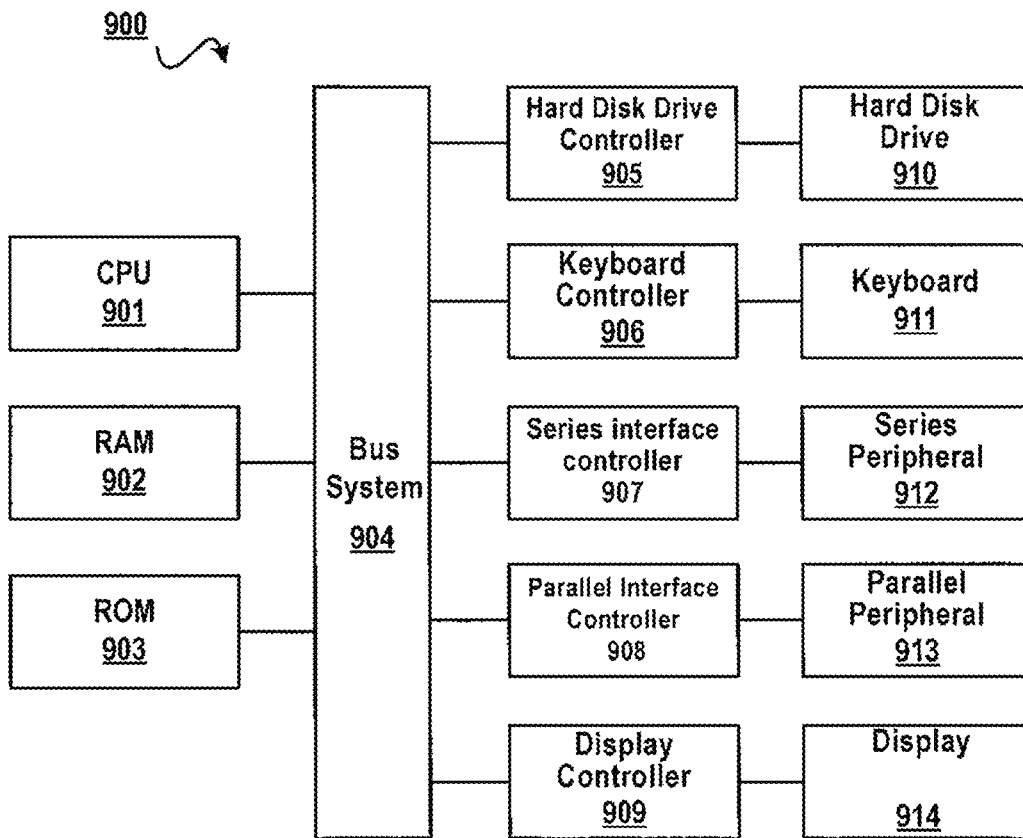 900
CPU
901
RAM
902
ROM
903
Bus
System
904
Hard Disk Drive
Controller
905
Hard Disk
Drive
910
Keyboard
Controller
906
Keyboard
911
Series interface
controller
907
Series
Peripheral
912
Parallel Interface
Controller
908
Parallel
Peripheral
913
Display
Controller
909
Display
914